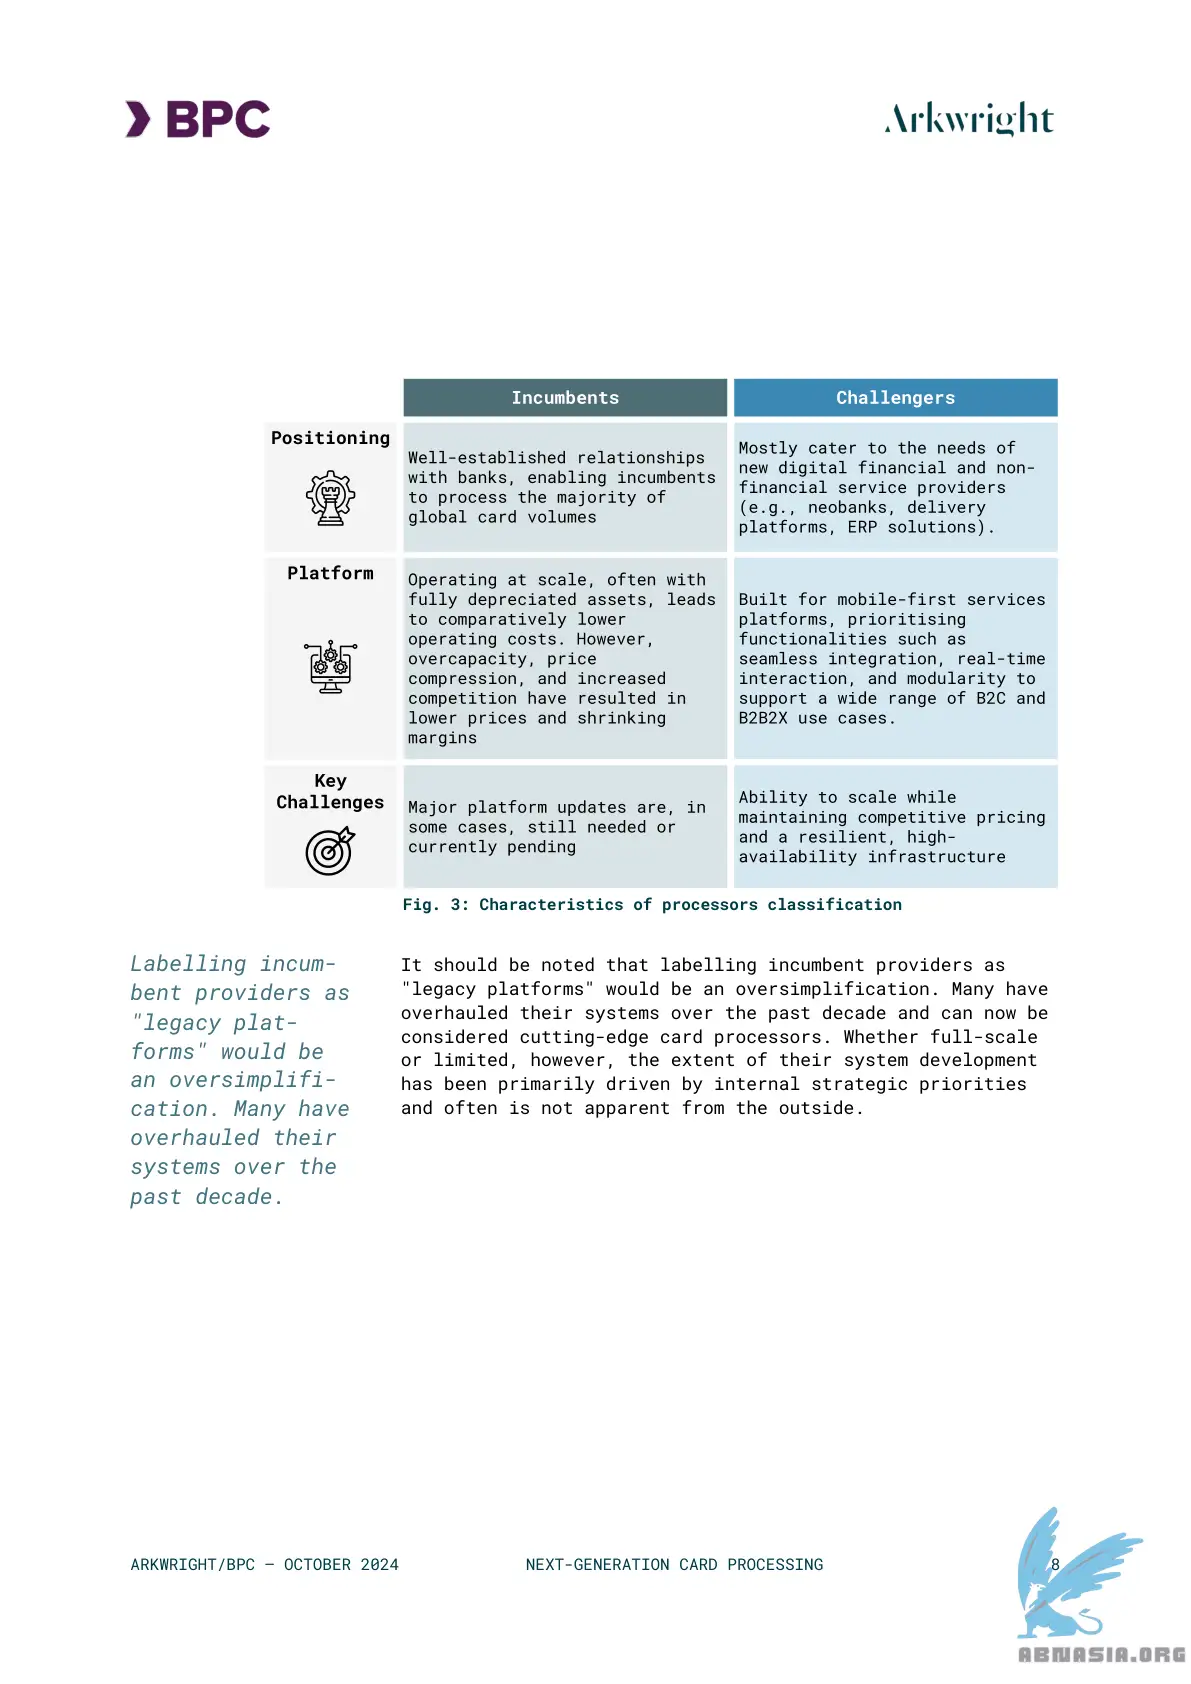 BPC
Arkwright
Incumbents
Challengers
Positioning
Well-established relationships
with banks, enabling incumbents
to process the majority of
global card volumes
Mostly cater to the needs of
new digital financial and non-
financial service providers
(e.g., neobanks, delivery
platforms, ERP solutions).
Platform
Operating at scale, often with
fully depreciated assets, leads
to comparatively lower
operating costs. However,
overcapacity, price
compression, and increased
competition have resulted in
lower prices and shrinking
margins
Built for mobile-first services
platforms, prioritising
functionalities such as
seamless integration, real-time
interaction, and modularity to
support a wide range of B2C and
B2B2X use cases.
Key
Challenges
Major platform updates are, in
some cases, still needed or
currently pending
Ability to scale while
maintaining competitive pricing
and a resilient, high-
availability infrastructure
Fig. 3: Characteristics of processors classification
Labelling incum-
bent providers as
"legacy plat-
forms" would be
an oversimplifi-
cation. Many have
overhauled their
systems over the
past decade.
It should be noted that labelling incumbent providers as
"legacy platforms" would be an oversimplification. Many have
overhauled their systems over the past decade and can now be
considered cutting-edge card processors. Whether full-scale
or limited, however, the extent of their system development
has been primarily driven by internal strategic priorities
and often is not apparent from the outside.
ARKWRIGHT/BPC – OCTOBER 2024
NEXT-GENERATION CARD PROCESSING
8
ABNASIA.ORG